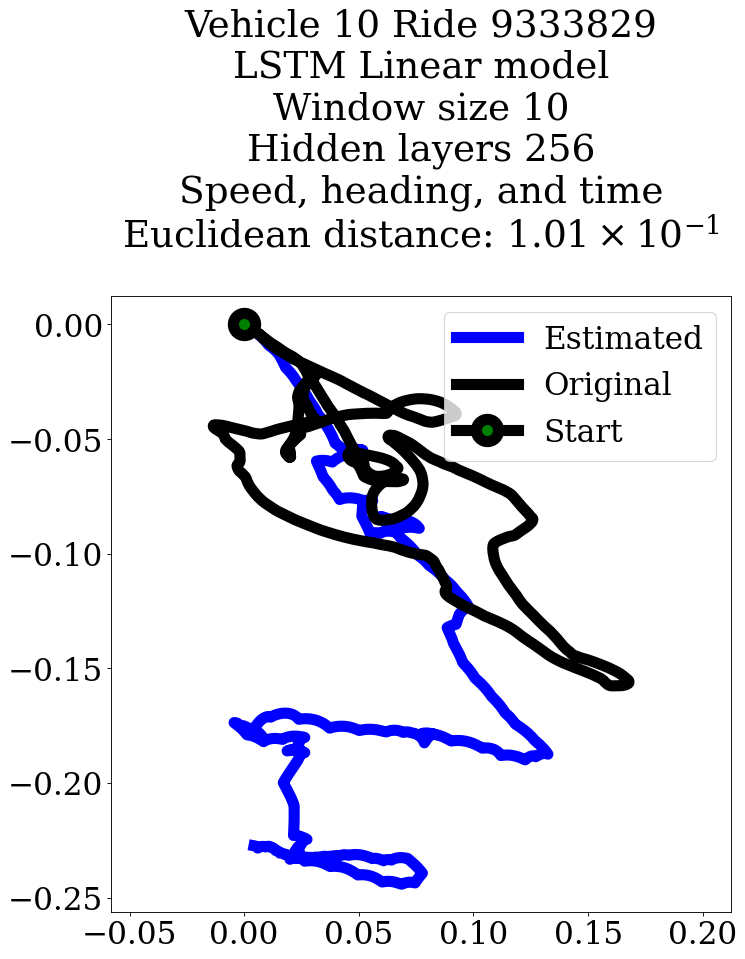 Vehicle 10 Ride 9333829
LSTM Linear model
Window size 10
Hidden layers 256
Speed, heading, and time
Euclidean distance: 1.01 × 10⁻¹
Estimated
Original
Start
0.00
−0.05
−0.10
−0.15
−0.20
−0.25
−0.05 0.00 0.05 0.10 0.15 0.20